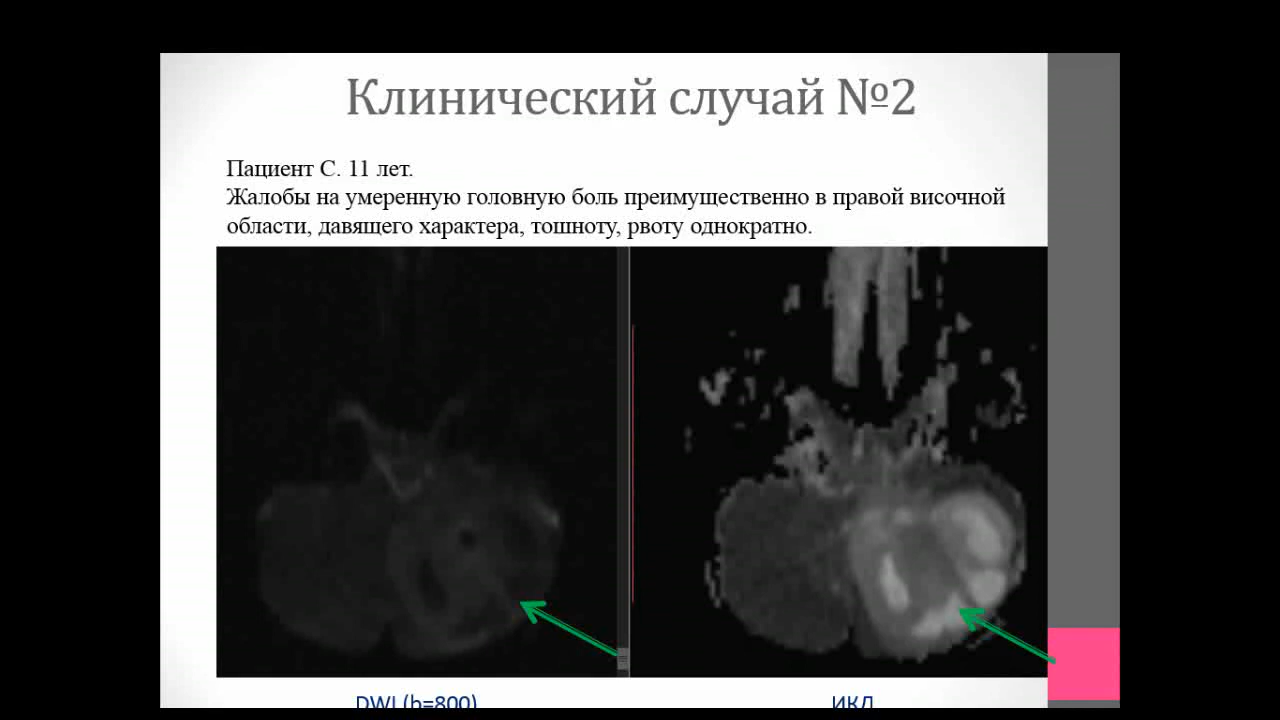 Клинический случай №2
Пациент С. 11 лет.
Жалобы на умеренную головную боль преимущественно в правой височной
области, давящего характера, тошноту, рвоту однократно.
DWI (b=800)
ИКД